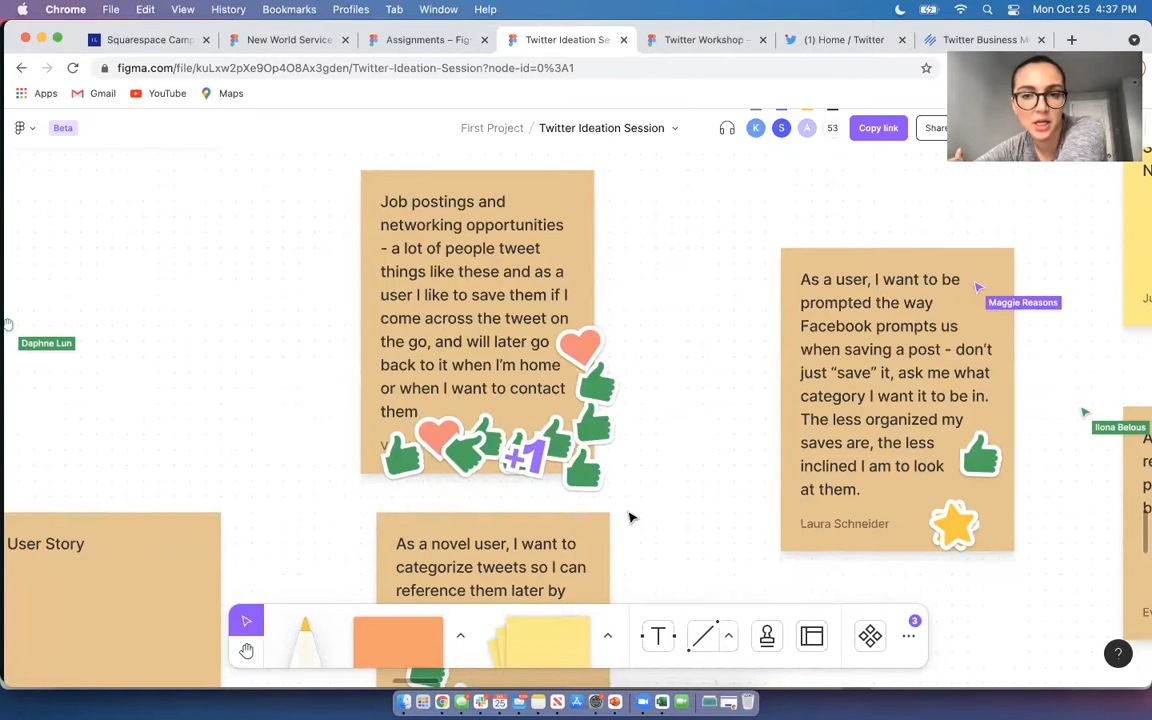 Chrome File Edit View History Bookmarks Profiles Tab Window Help Mon Oct 25 4:37 PM
Squarespace Camp New World Service Assignments – Fig Twitter Ideation Se Twitter Workshop – (1) Home / Twitter Twitter Business M
figma.com/file/kuLxw2pXe9Op4O8Ax3gden/Twitter-Ideation-Session?node-id=0%3A1
Apps Gmail YouTube Maps
Beta First Project / Twitter Ideation Session K S A 53 Copy link Share
Job postings and
networking opportunities
- a lot of people tweet
things like these and as a
user I like to save them if I
come across the tweet on
the go, and will later go
back to it when I'm home
or when I want to contact
them
+1
As a user, I want to be
prompted the way
Facebook prompts us
when saving a post - don't
just "save" it, ask me what
category I want it to be in.
The less organized my
saves are, the less
inclined I am to look
at them.
Laura Schneider
Maggie Reasons
Daphne Lun
Ilona Belous
User Story
As a novel user, I want to
categorize tweets so I can
reference them later by
T
3
?
25